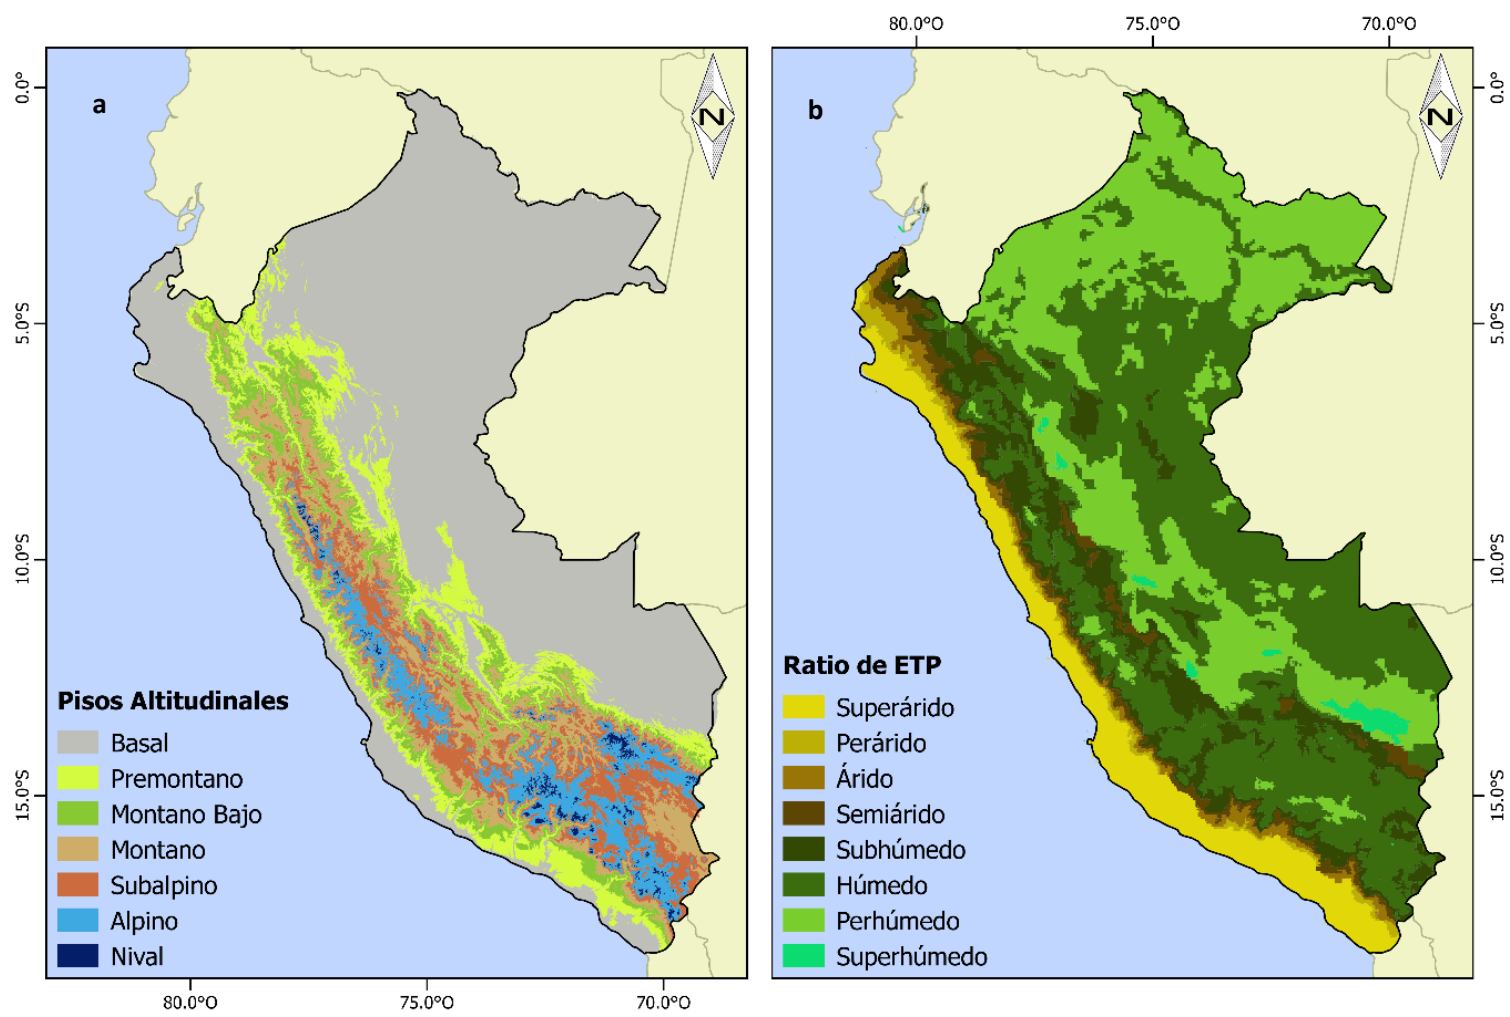 80.0°O 75.0°O 70.0°O
a
b
N
N
0.0°
5.0°S
10.0°S
15.0°S
0.0°
5.0°S
10.0°S
15.0°S
Pisos Altitudinales
Basal
Premontano
Montano Bajo
Montano
Subalpino
Alpino
Nival
Ratio de ETP
Superárido
Perárido
Árido
Semiárido
Subhúmedo
Húmedo
Perhúmedo
Superhúmedo
80.0°O 75.0°O 70.0°O